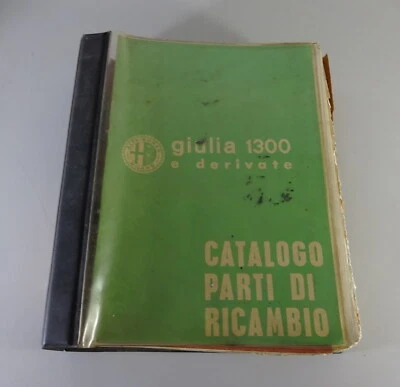 giulia 1300
e derivate
CATALOGO
PARTI DI
RICAMBIO